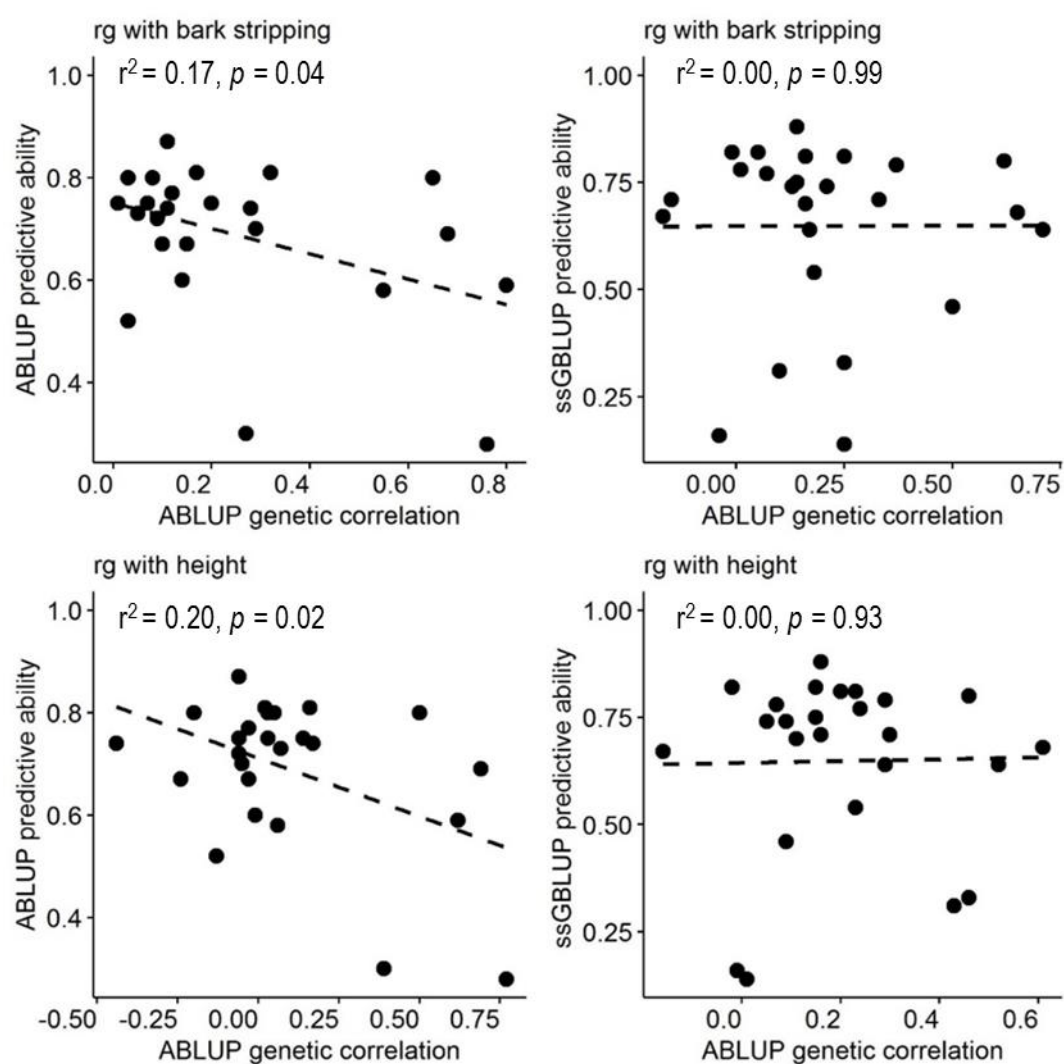 rg with bark stripping
r² = 0.17, p = 0.04
ABLUP predictive ability
1.0
0.8
0.6
0.4
0.0 0.2 0.4 0.6 0.8
ABLUP genetic correlation
rg with bark stripping
r² = 0.00, p = 0.99
ssGBLUP predictive ability
1.00
0.75
0.50
0.25
0.00 0.25 0.50 0.75
ABLUP genetic correlation
rg with height
r² = 0.20, p = 0.02
ABLUP predictive ability
1.0
0.8
0.6
0.4
-0.50 -0.25 0.00 0.25 0.50 0.75
ABLUP genetic correlation
rg with height
r² = 0.00, p = 0.93
ssGBLUP predictive ability
1.00
0.75
0.50
0.25
0.0 0.2 0.4 0.6
ABLUP genetic correlation